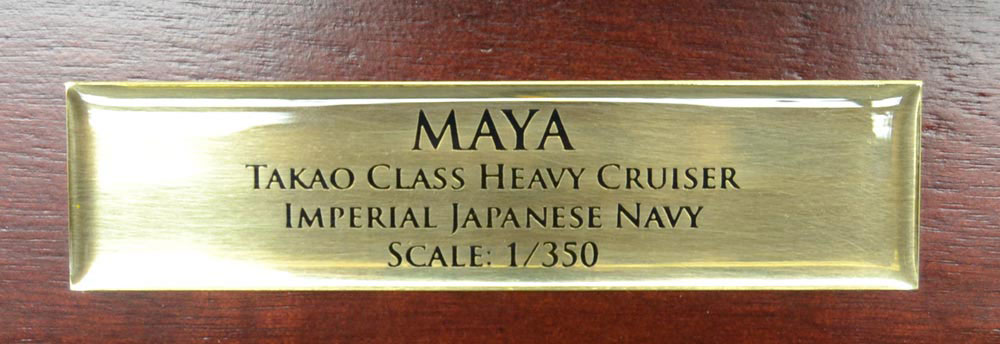 MAYA
TAKAO CLASS HEAVY CRUISER
IMPERIAL JAPANESE NAVY
SCALE: 1/350